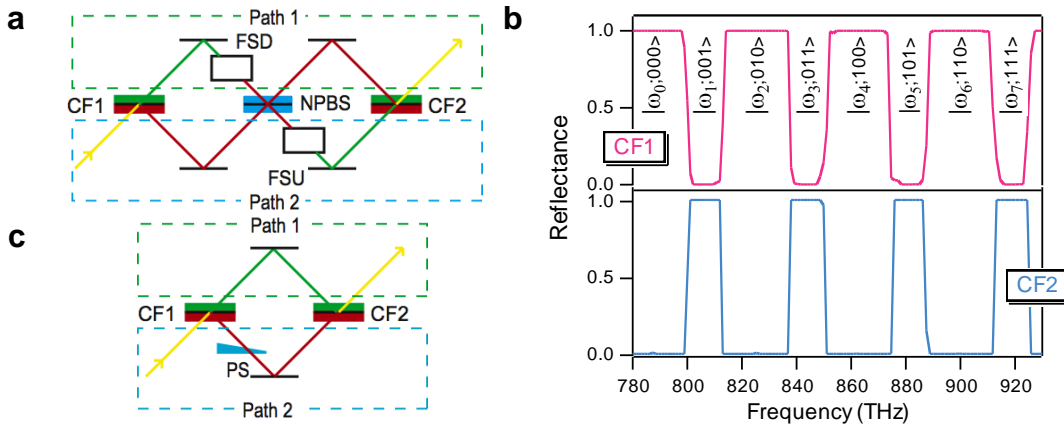 a
Path 1
FSD
CF1
NPBS
CF2
FSU
Path 2
c
Path 1
CF1
CF2
PS
Path 2
b
1.0
0.5
0.0
|ω0;000>
|ω1;001>
|ω2;010>
|ω3;011>
|ω4;100>
|ω5;101>
|ω6;110>
|ω7;111>
CF1
Reflectance
1.0
0.5
0.0
CF2
780 800 820 840 860 880 900 920
Frequency (THz)